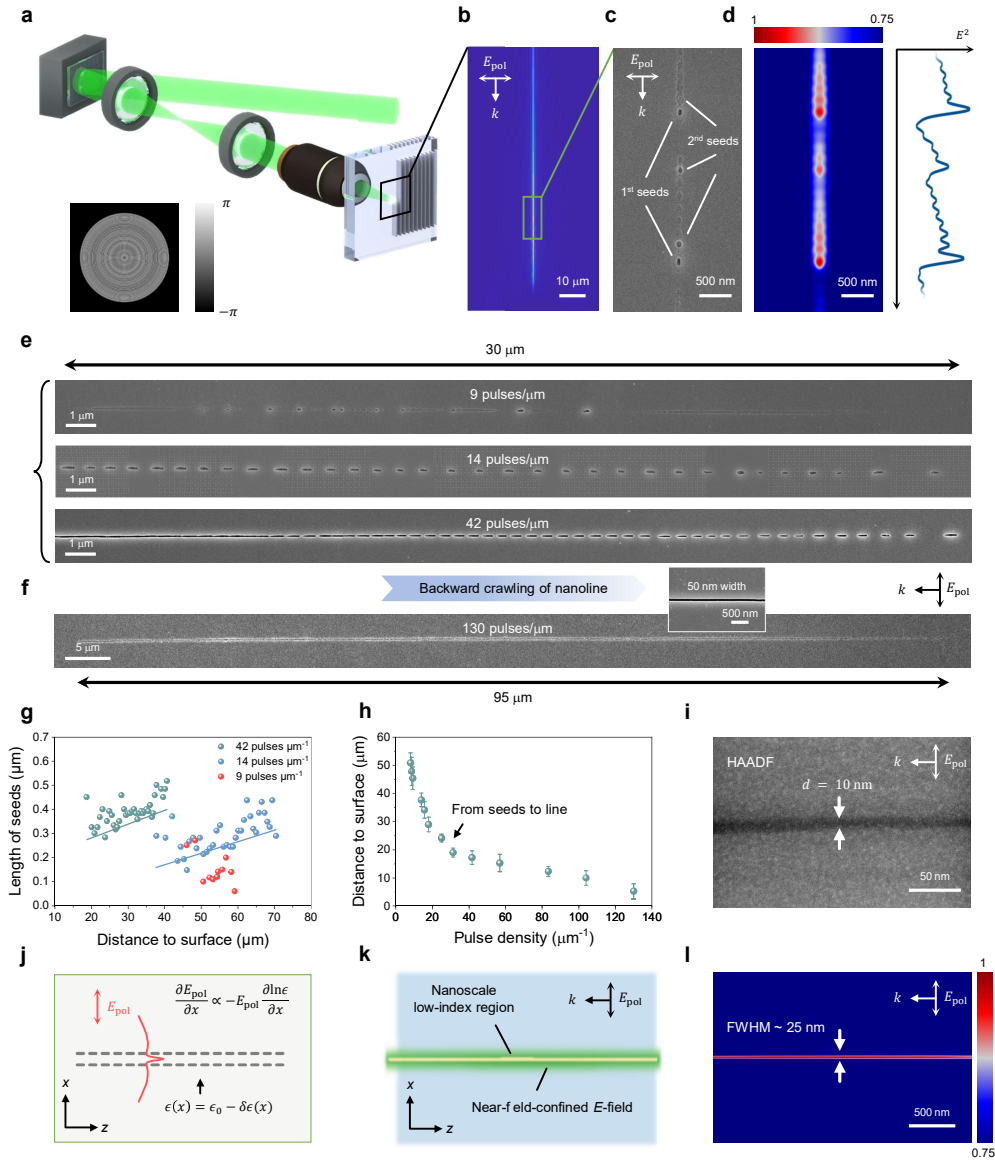 a
π
−π
b
E_pol
k
10 μm
c
E_pol
k
2nd seeds
1st seeds
500 nm
d
1
0.75
E²
500 nm
e
30 μm
9 pulses/μm
1 μm
14 pulses/μm
1 μm
42 pulses/μm
1 μm
f
Backward crawling of nanoline
50 nm width
500 nm
k
E_pol
130 pulses/μm
5 μm
95 μm
g
Length of seeds (μm)
0.7
0.6
0.5
0.4
0.3
0.2
0.1
0.0
42 pulses μm⁻¹
14 pulses μm⁻¹
9 pulses μm⁻¹
10 20 30 40 50 60 70 80
Distance to surface (μm)
h
Distance to surface (μm)
60
50
40
30
20
10
0
From seeds to line
0 20 40 60 80 100 120 140
Pulse density (μm⁻¹)
i
HAADF
k
E_pol
d = 10 nm
50 nm
j
E_pol
∂E_pol/∂x ∝ −E_pol ∂lnϵ/∂x
ϵ(x) = ϵ₀ − δϵ(x)
x
z
k
Nanoscale
low-index region
k
E_pol
Near-f eld-confined E-field
x
z
l
k
E_pol
FWHM ~ 25 nm
500 nm
1
0.75